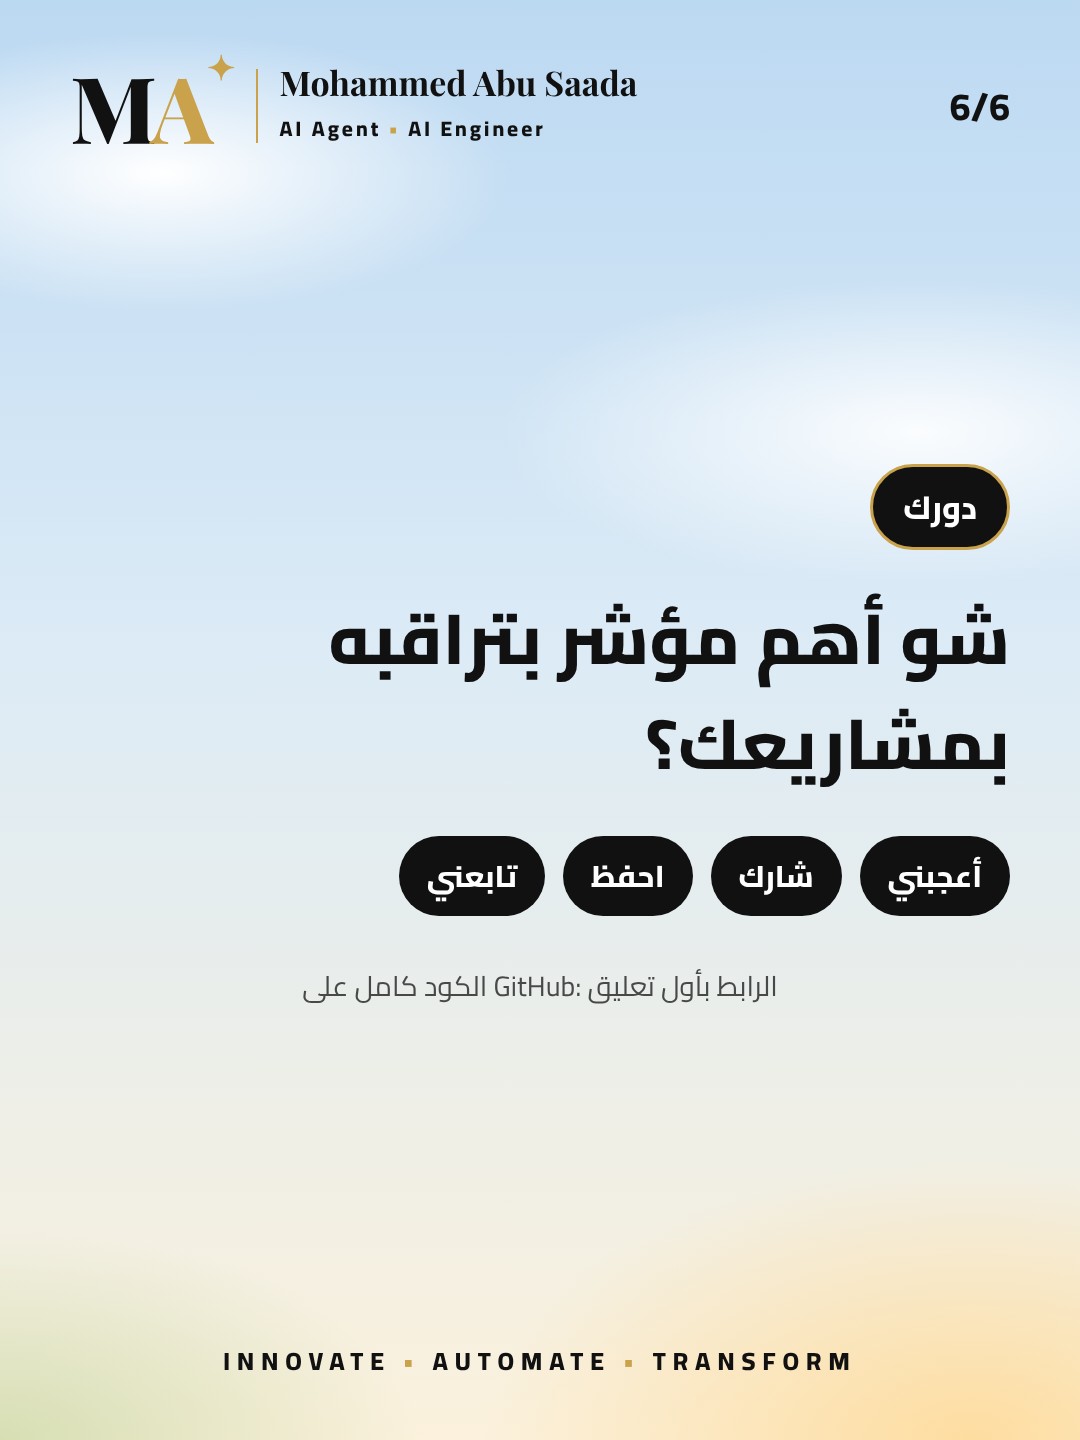 MA
Mohammed Abu Saada
AI Agent ▪ AI Engineer
6/6
دورك
شو أهم مؤشر بتراقبه
بمشاريعك؟
أعجبني
شارك
احفظ
تابعني
الرابط بأول تعليق :GitHub الكود كامل على
INNOVATE ▪ AUTOMATE ▪ TRANSFORM